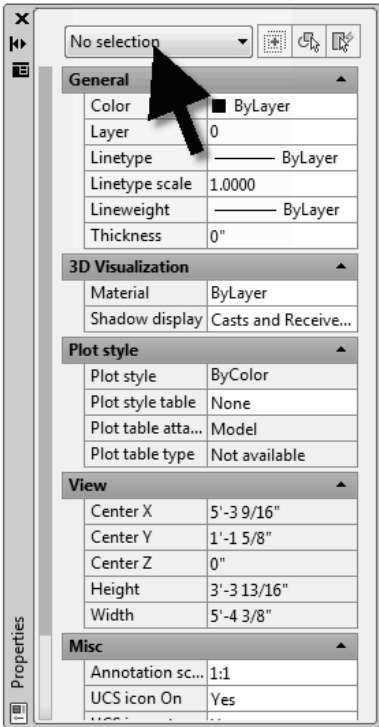 No selection
General
Color ByLayer
Layer 0
Linetype ByLayer
Linetype scale 1.0000
Lineweight ByLayer
Thickness 0"
3D Visualization
Material ByLayer
Shadow display Casts and Receive...
Plot style
Plot style ByColor
Plot style table None
Plot table atta... Model
Plot table type Not available
View
Center X 5'-3 9/16"
Center Y 1'-1 5/8"
Center Z 0"
Height 3'-3 13/16"
Width 5'-4 3/8"
Misc
Annotation sc... 1:1
UCS icon On Yes
Properties